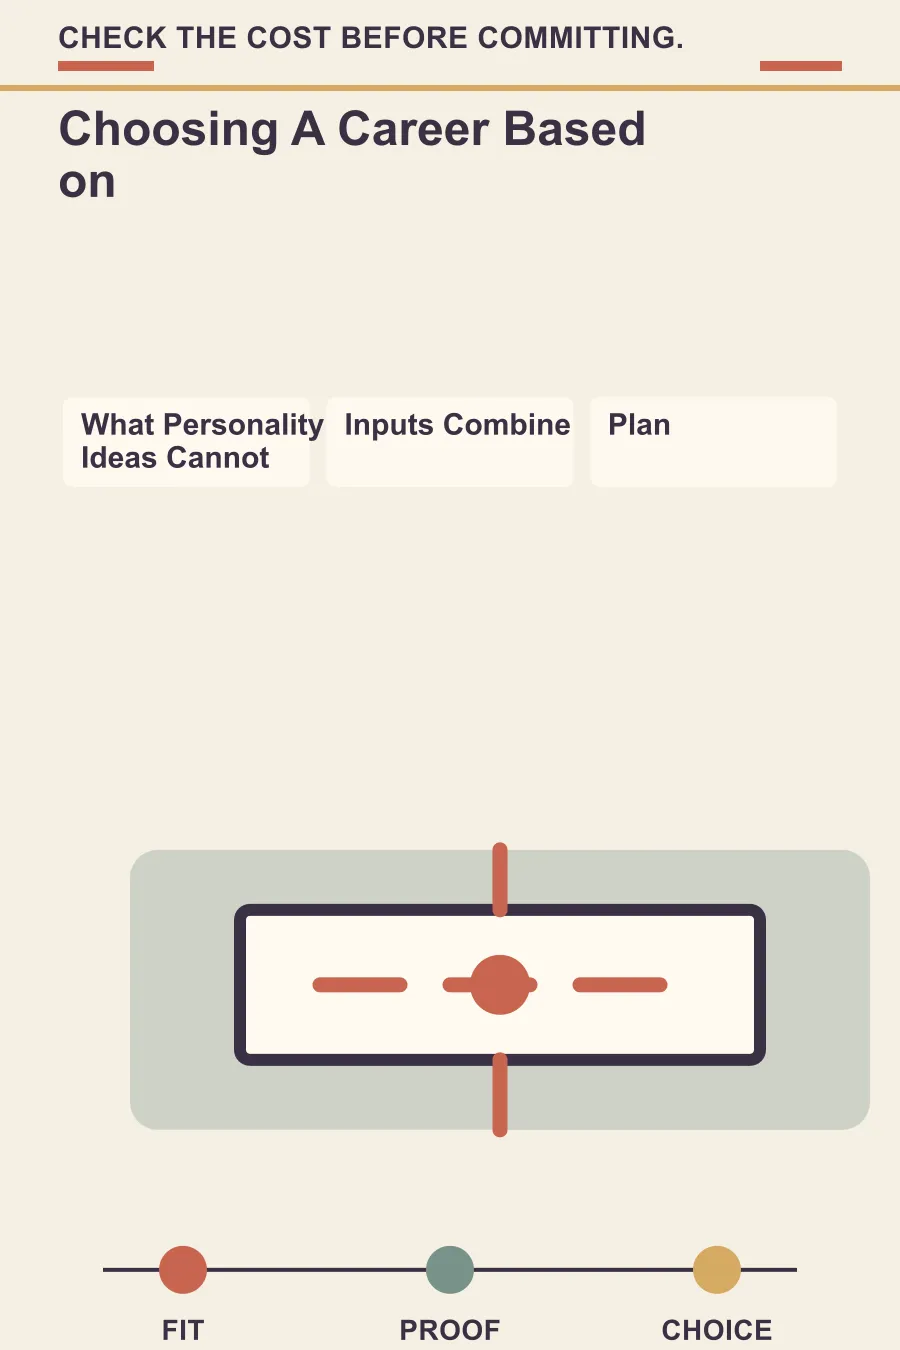 CHECK THE COST BEFORE COMMITTING.
Choosing A Career Based
on
What Personality
Ideas Cannot
Inputs Combine
Plan
FIT
PROOF
CHOICE